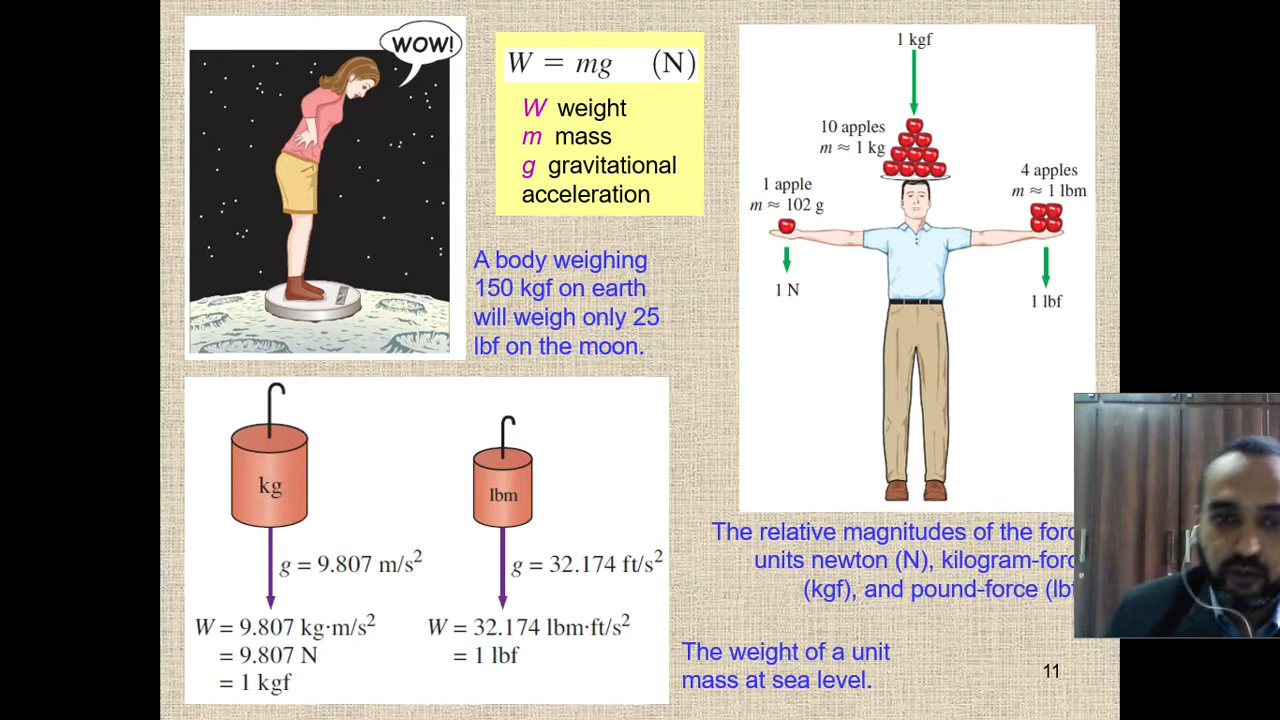 WOW!
W = mg (N)
W weight
m mass
g gravitational
acceleration
A body weighing
150 kgf on earth
will weigh only 25
lbf on the moon.
1 kgf
10 apples
m ≈ 1 kg
4 apples
m ≈ 1 lbm
1 apple
m ≈ 102 g
1 N
1 lbf
kg
lbm
g = 9.807 m/s²
g = 32.174 ft/s²
W = 9.807 kg·m/s²
= 9.807 N
= 1 kgf
W = 32.174 lbm·ft/s²
= 1 lbf
The relative magnitudes of the forc
units newton (N), kilogram-forc
(kgf), and pound-force (lbf
The weight of a unit
mass at sea level.
11